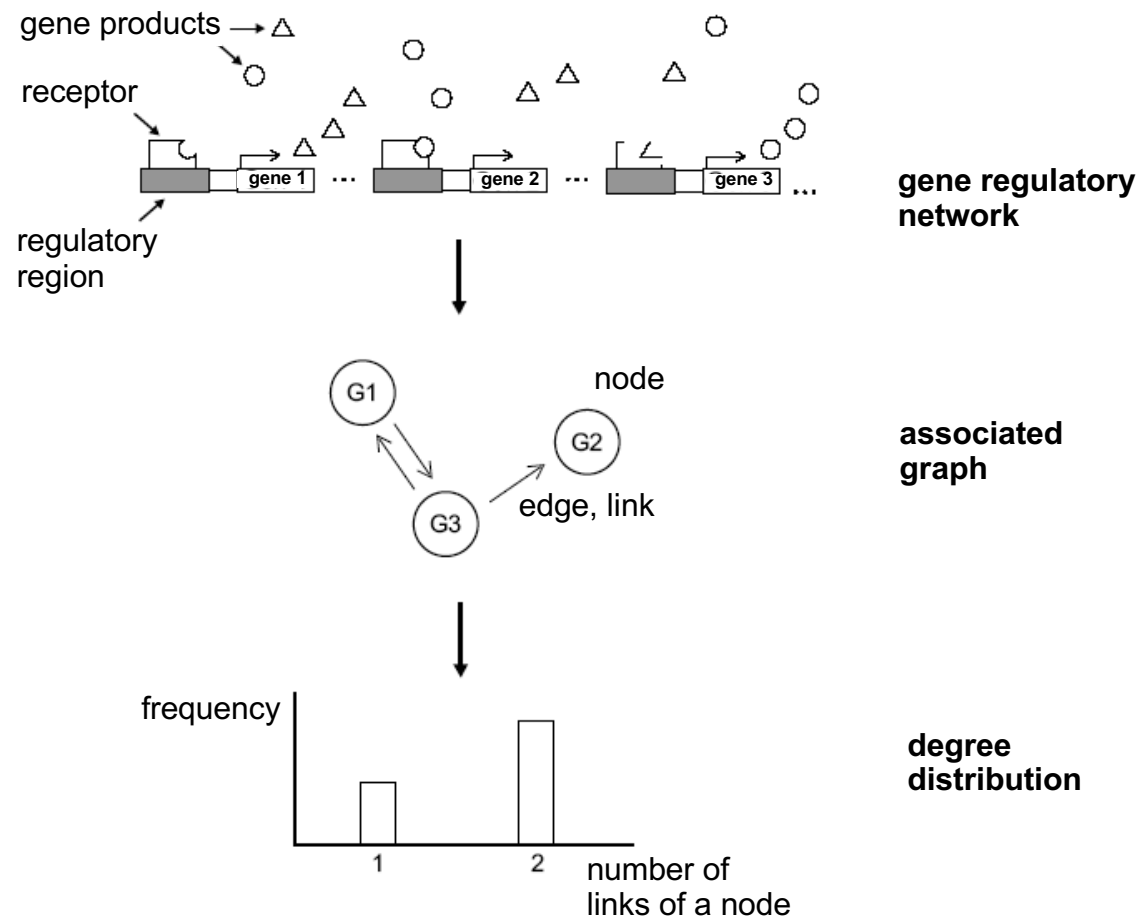 gene products
receptor
gene 1 ... gene 2 ... gene 3 ...
regulatory
region
gene regulatory
network
G1
node
G2
G3
edge, link
associated
graph
frequency
1 2
number of
links of a node
degree
distribution